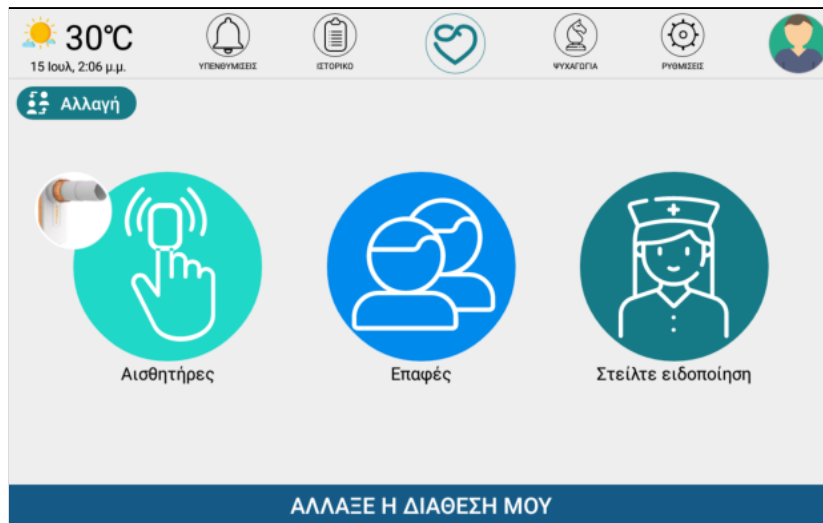 30°C
15 Ιουλ, 2:06 μ.μ.
ΥΠΕΝΘΥΜΙΣΕΙΣ
ΙΣΤΟΡΙΚΟ
ΨΥΧΑΓΩΓΙΑ
ΡΥΘΜΙΣΕΙΣ
Αλλαγή
Αισθητήρες
Επαφές
Στείλτε ειδοποίηση
ΑΛΛΑΞΕ Η ΔΙΑΘΕΣΗ ΜΟΥ